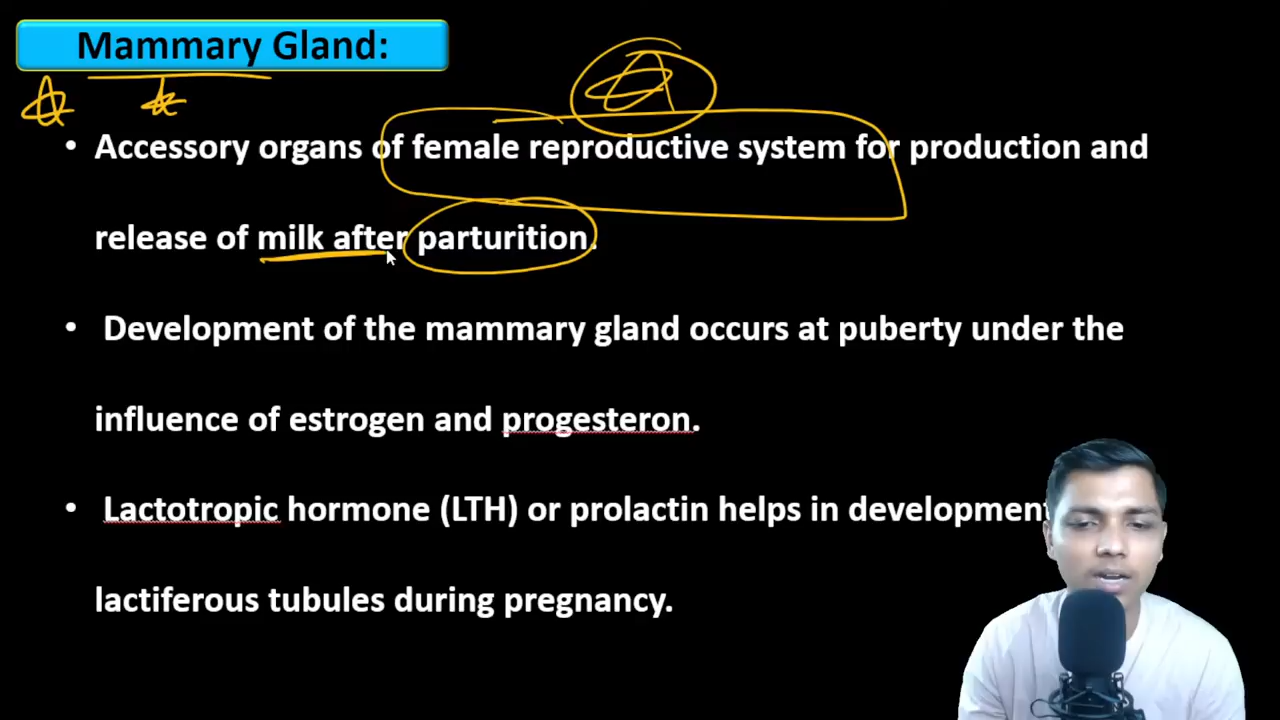 Mammary Gland:
• Accessory organs of female reproductive system for production and
release of milk after parturition.
• Development of the mammary gland occurs at puberty under the
influence of estrogen and progesteron.
• Lactotropic hormone (LTH) or prolactin helps in development
lactiferous tubules during pregnancy.